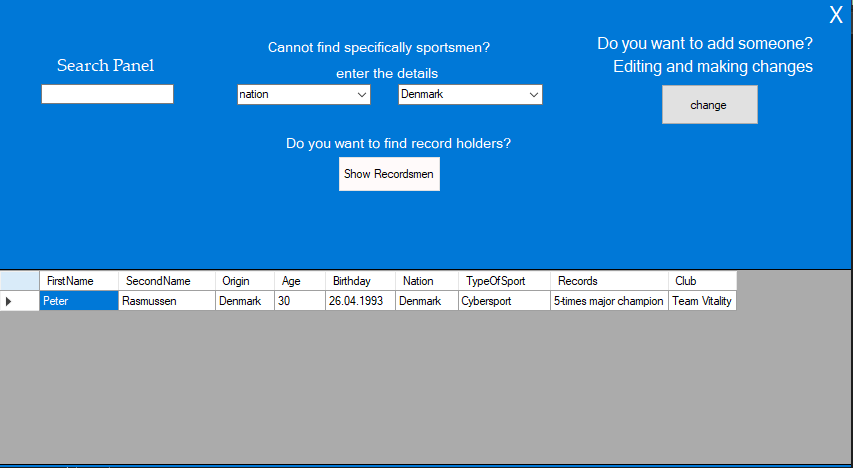 X
Search Panel
Cannot find specifically sportsmen?
enter the details
nation
Denmark
Do you want to add someone?
Editing and making changes
change
Do you want to find record holders?
Show Recordsmen
FirstName SecondName Origin Age Birthday Nation TypeOfSport Records Club
Peter Rasmussen Denmark 30 26.04.1993 Denmark Cybersport 5-times major champion Team Vitality